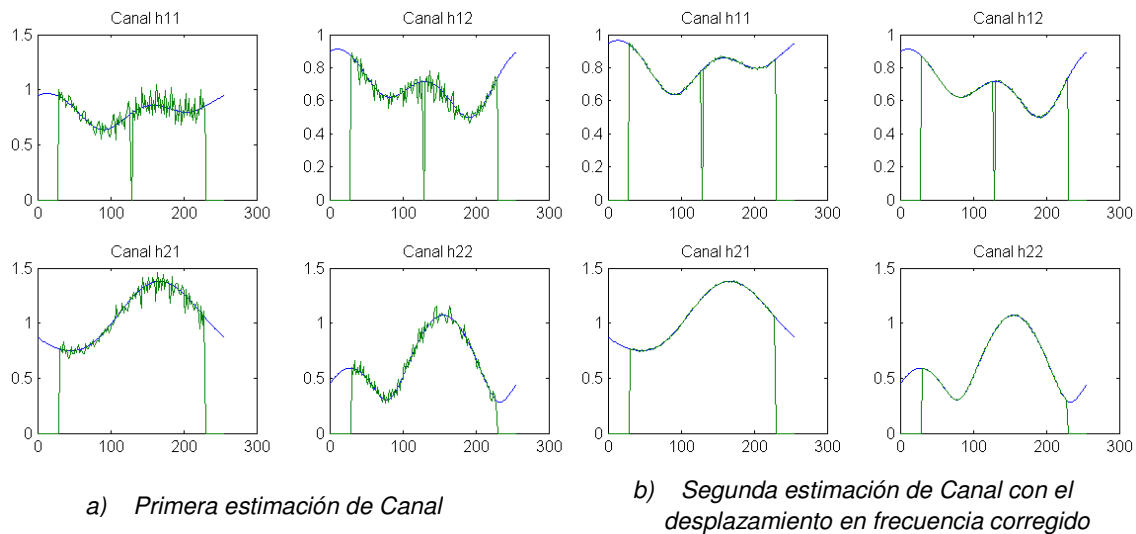 Canal h11
1.5
1
0.5
0
0 100 200 300
Canal h12
1
0.8
0.6
0.4
0.2
0
0 100 200 300
Canal h21
1.5
1
0.5
0
0 100 200 300
Canal h22
1.5
1
0.5
0
0 100 200 300
a) Primera estimación de Canal
Canal h11
1
0.8
0.6
0.4
0.2
0
0 100 200 300
Canal h12
1
0.8
0.6
0.4
0.2
0
0 100 200 300
Canal h21
1.5
1
0.5
0
0 100 200 300
Canal h22
1.5
1
0.5
0
0 100 200 300
b) Segunda estimación de Canal con el
desplazamiento en frecuencia corregido